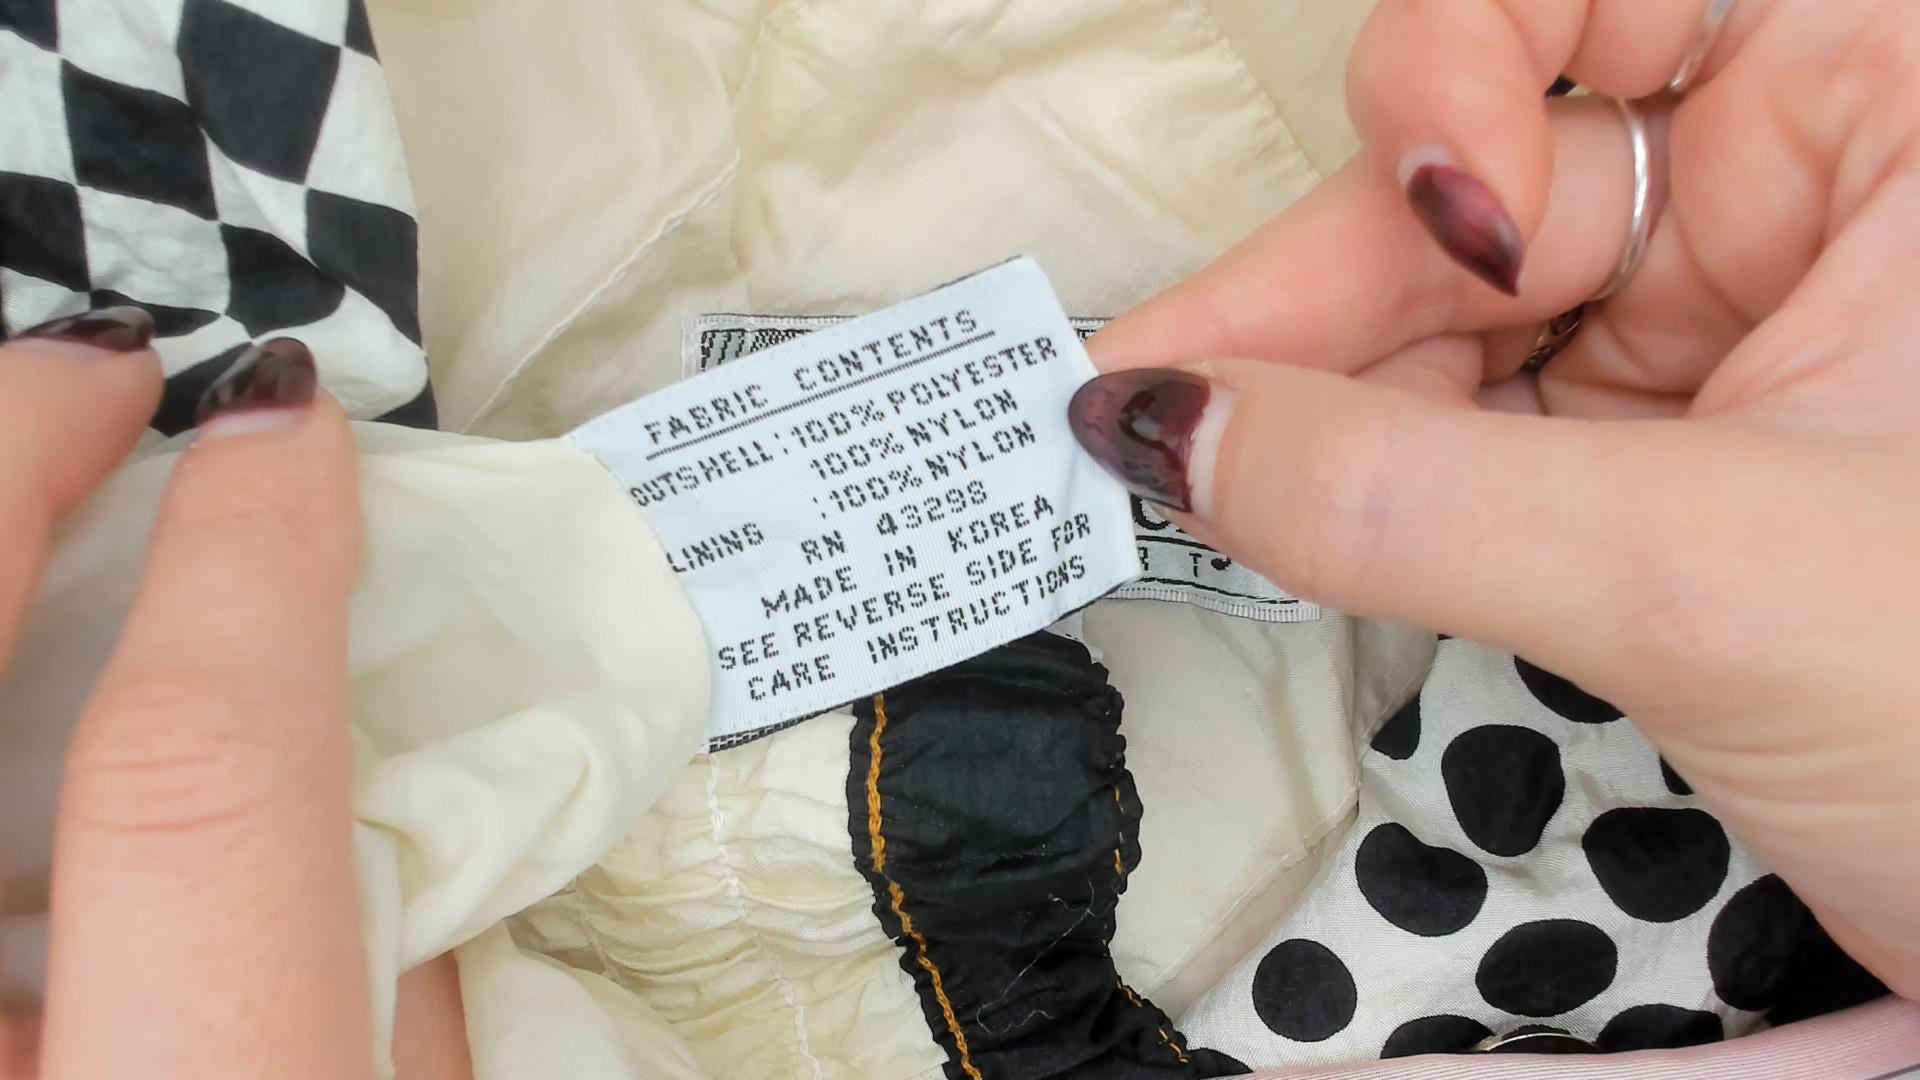 FABRIC CONTENTS
OUTSHELL:100% POLYESTER
100% NYLON
LINING :100% NYLON
RN 43298
MADE IN KOREA
SEE REVERSE SIDE FOR
CARE INSTRUCTIONS